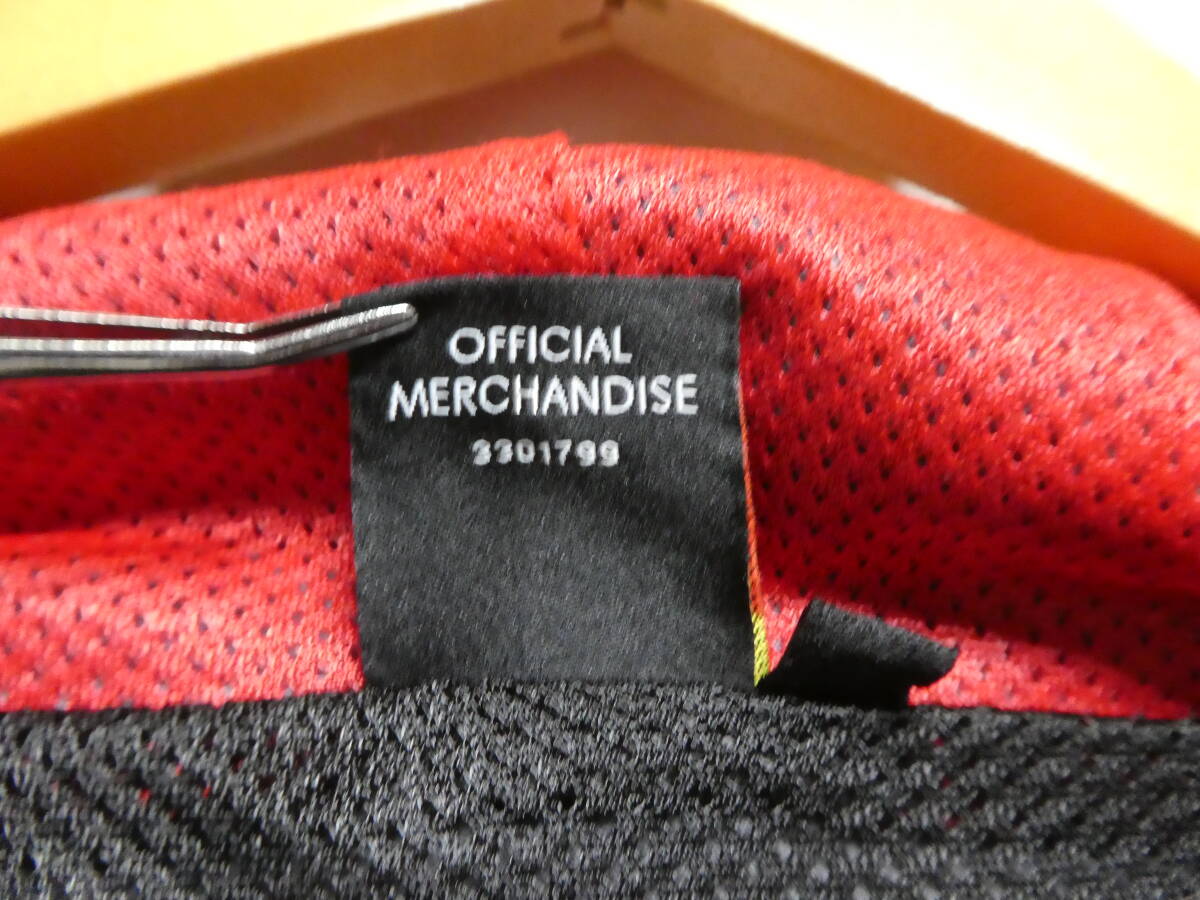 OFFICIAL
MERCHANDISE
3301799